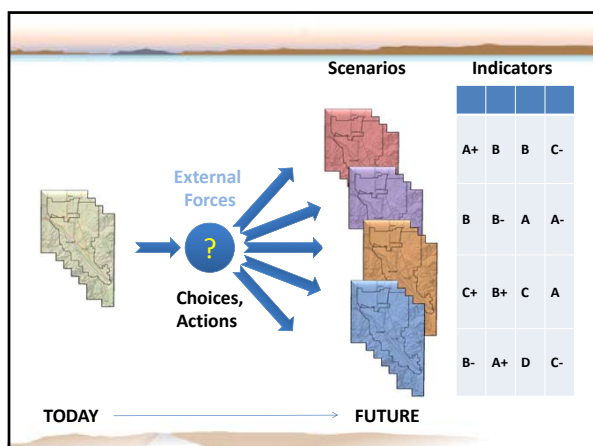 Scenarios Indicators
A+ B B C-
External
Forces
B B- A A-
?
Choices,
Actions
C+ B+ C A
B- A+ D C-
TODAY FUTURE